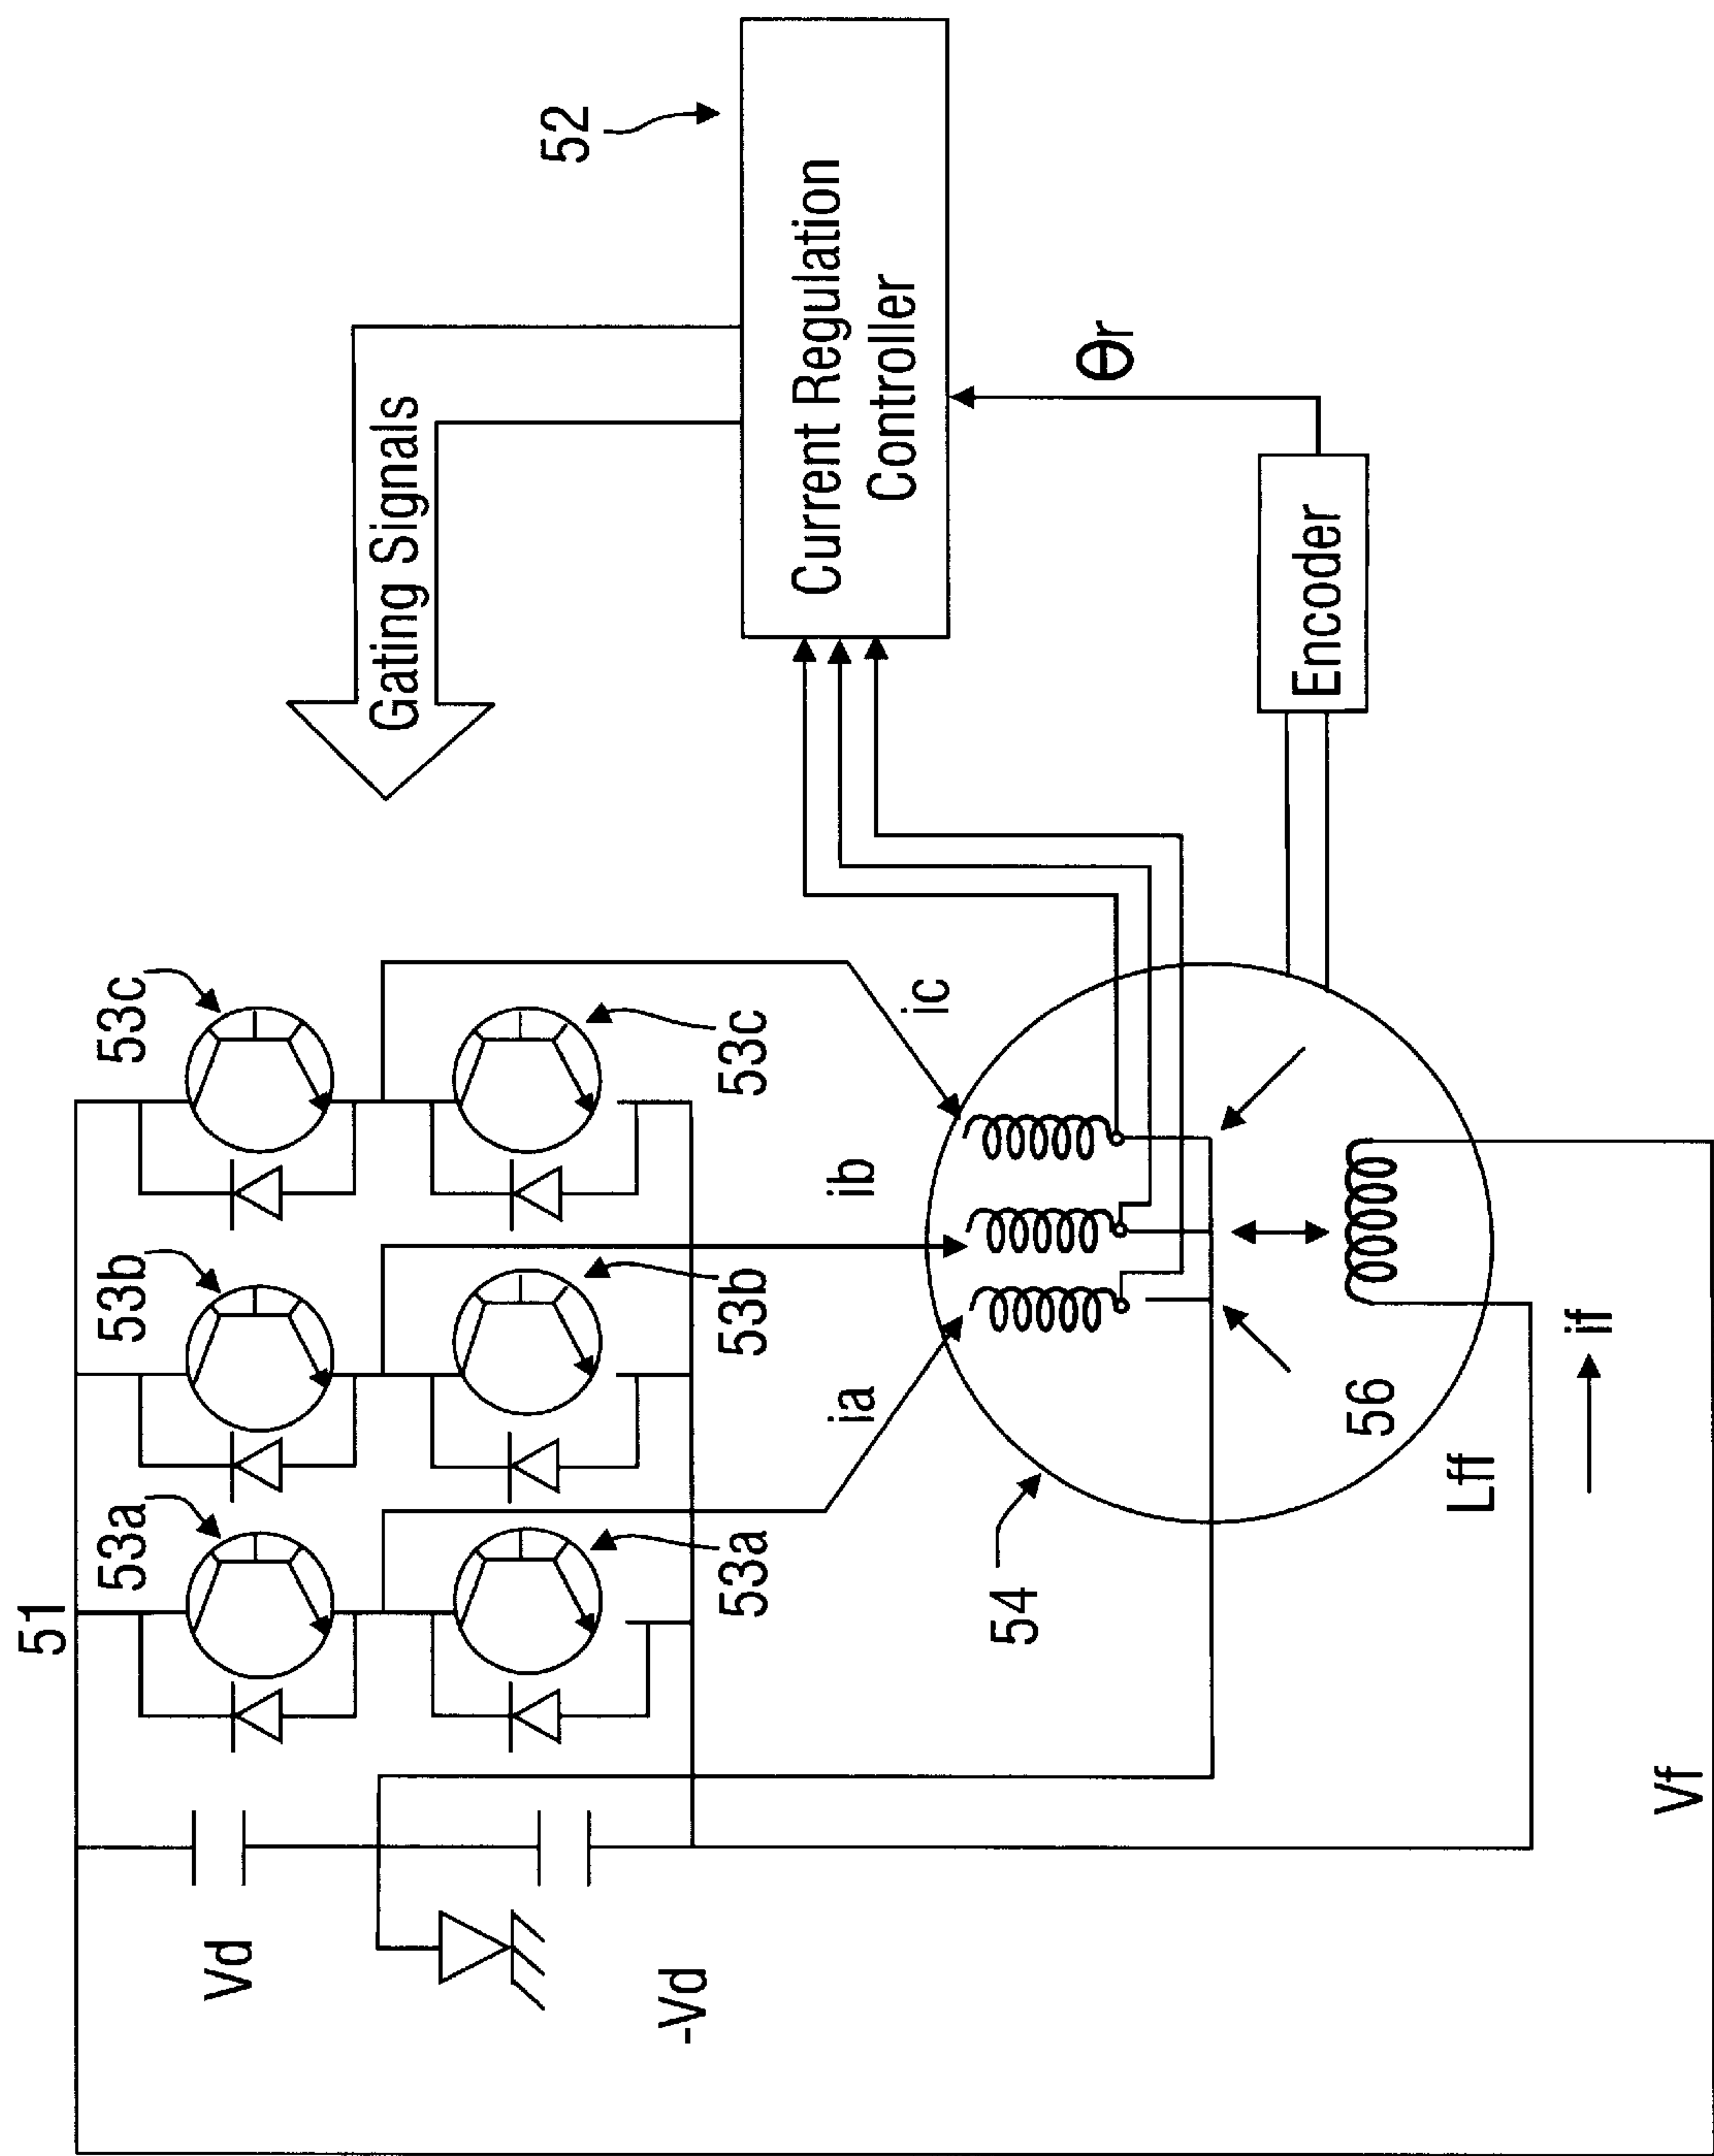 51
53a
53b
53c
52
Gating Signals
Vd
-Vd
53a
53b
53c
Current Regulation
Controller
ia
ib
ic
54
56
Θr
Encoder
Lff
if
Vf